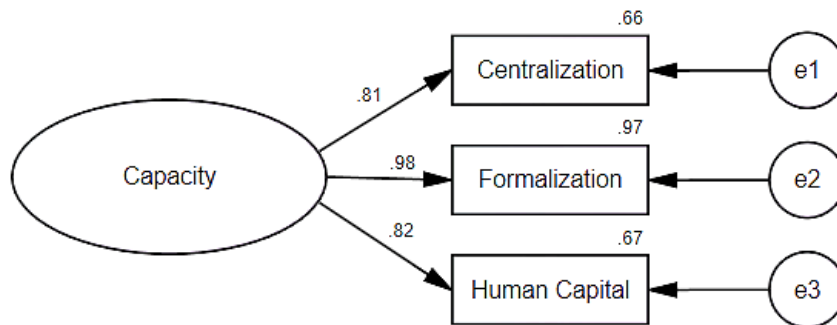 .66
Centralization
e1
.81
.97
Capacity
.98
Formalization
e2
.82
.67
Human Capital
e3